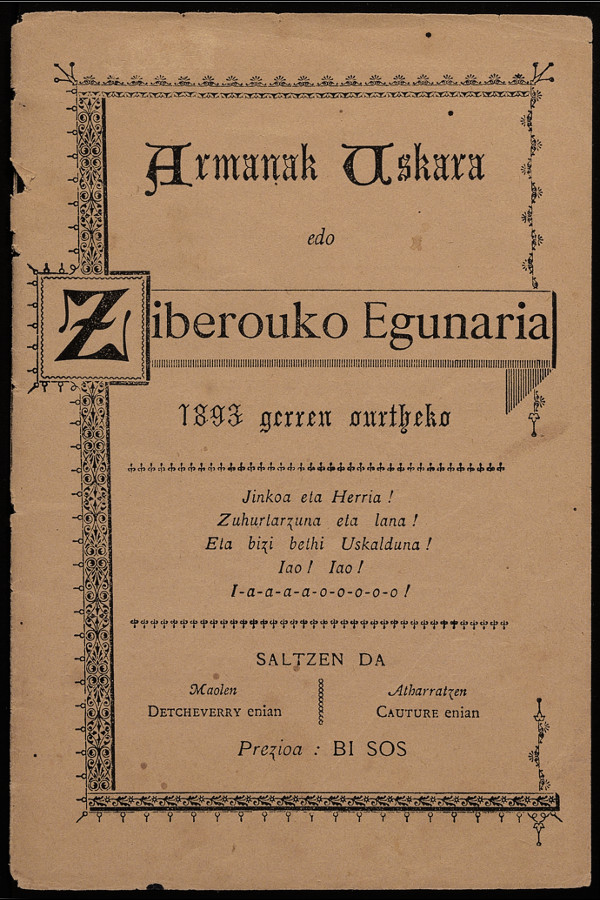 Armanak Uskara
edo
Ziberouko Egunaria
1893 gerren ourtheko
Jinkoa eta Herria !
Zuhurtarzuna eta lana !
Eta bizi bethi Uskalduna !
Iao ! Iao !
I-a-a-a-a-o-o-o-o-o !
SALTZEN DA
Maolen
DETCHEVERRY enian
Atharratzen
CAUTURE enian
Prezioa : BI SOS